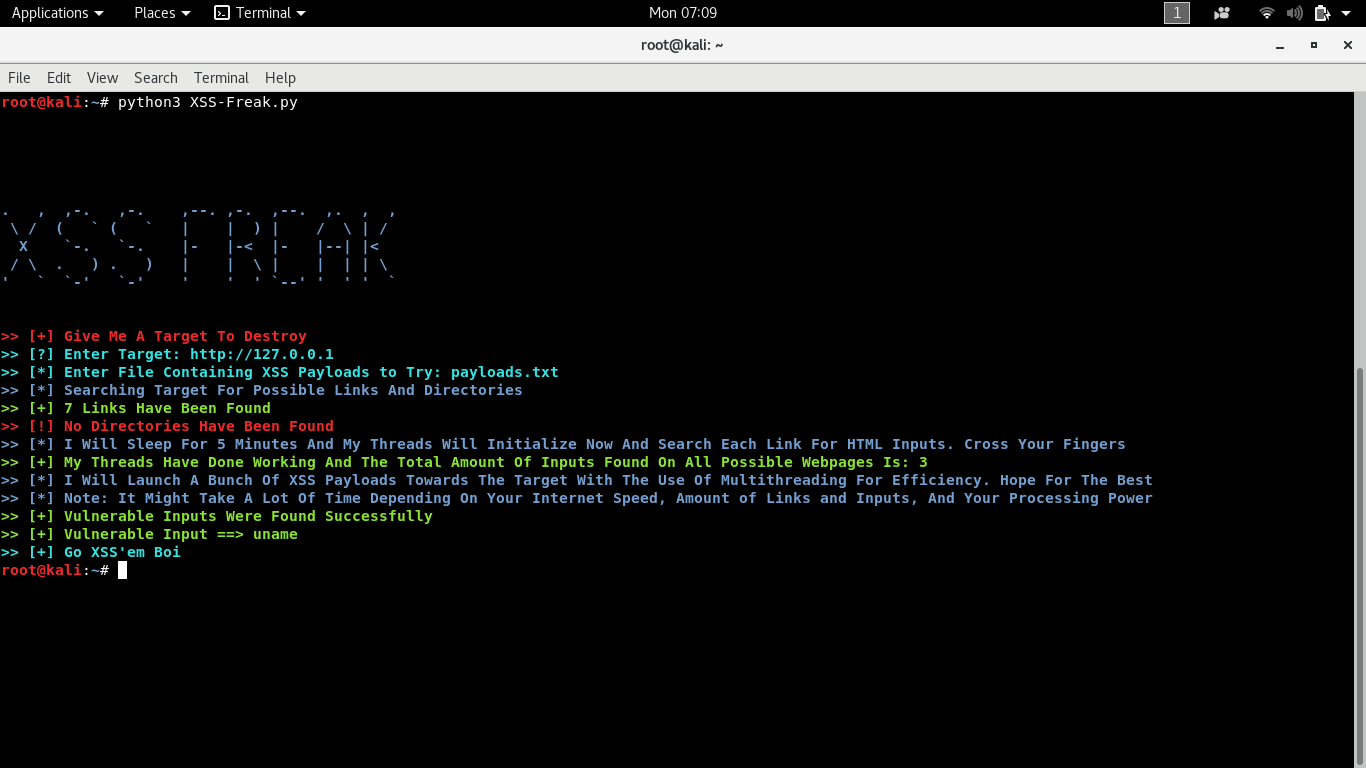 Applications Places Terminal Mon 07:09 1
root@kali: ~
File Edit View Search Terminal Help
root@kali:~# python3 XSS-Freak.py
XSS FREAK
>> [+] Give Me A Target To Destroy
>> [?] Enter Target: http://127.0.0.1
>> [*] Enter File Containing XSS Payloads to Try: payloads.txt
>> [*] Searching Target For Possible Links And Directories
>> [+] 7 Links Have Been Found
>> [!] No Directories Have Been Found
>> [*] I Will Sleep For 5 Minutes And My Threads Will Initialize Now And Search Each Link For HTML Inputs. Cross Your Fingers
>> [+] My Threads Have Done Working And The Total Amount Of Inputs Found On All Possible Webpages Is: 3
>> [*] I Will Launch A Bunch Of XSS Payloads Towards The Target With The Use Of Multithreading For Efficiency. Hope For The Best
>> [*] Note: It Might Take A Lot Of Time Depending On Your Internet Speed, Amount of Links and Inputs, And Your Processing Power
>> [+] Vulnerable Inputs Were Found Successfully
>> [+] Vulnerable Input ==> uname
>> [+] Go XSS'em Boi
root@kali:~#